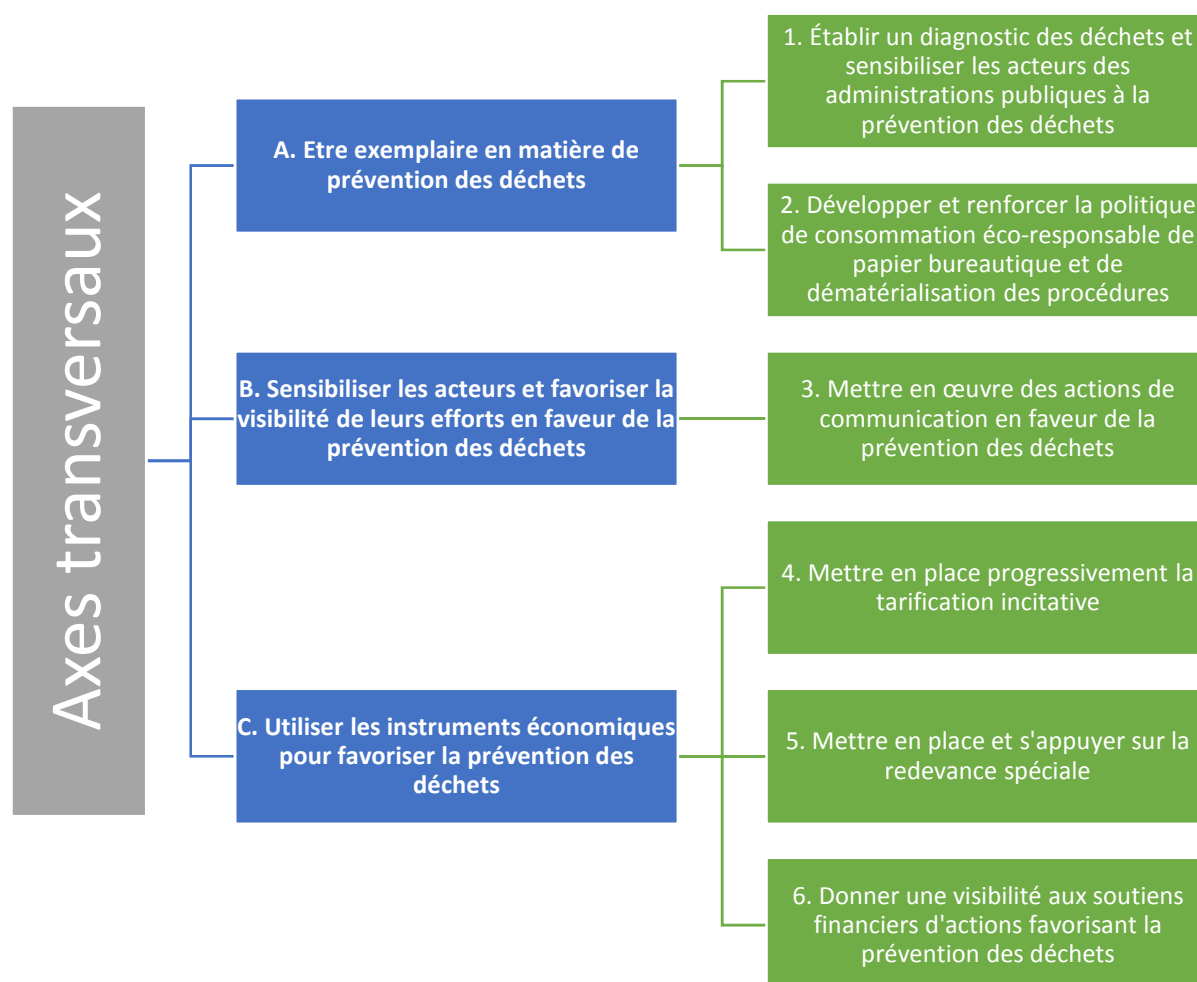 Axes transversaux
A. Etre exemplaire en matière de
prévention des déchets
1. Établir un diagnostic des déchets et
sensibiliser les acteurs des
administrations publiques à la
prévention des déchets
2. Développer et renforcer la politique
de consommation éco-responsable de
papier bureautique et de
dématérialisation des procédures
B. Sensibiliser les acteurs et favoriser la
visibilité de leurs efforts en faveur de la
prévention des déchets
3. Mettre en œuvre des actions de
communication en faveur de la
prévention des déchets
C. Utiliser les instruments économiques
pour favoriser la prévention des
déchets
4. Mettre en place progressivement la
tarification incitative
5. Mettre en place et s'appuyer sur la
redevance spéciale
6. Donner une visibilité aux soutiens
financiers d'actions favorisant la
prévention des déchets